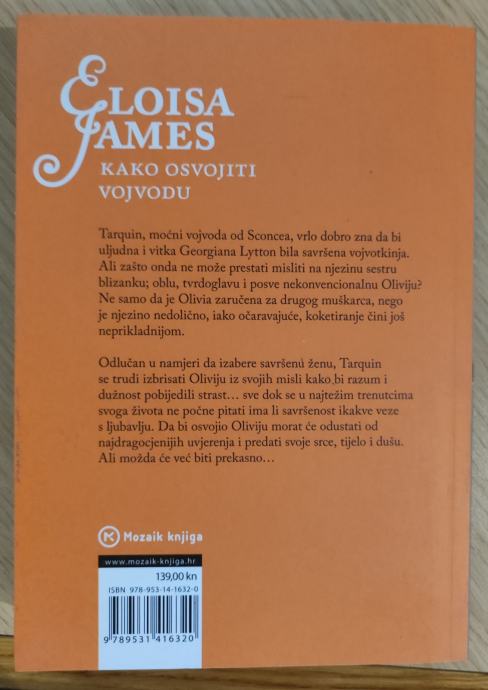 ELOISA
JAMES
KAKO OSVOJITI
VOJVODU
Tarquin, moćni vojvoda od Sconcea, vrlo dobro zna da bi
uljudna i vitka Georgiana Lytton bila savršena vojvotkinja.
Ali zašto onda ne može prestati misliti na njezinu sestru
blizanku; oblu, tvrdoglavu i posve nekonvencionalnu Oliviju?
Ne samo da je Olivia zaručena za drugog muškarca, nego
je njezino nedolično, iako očaravajuće, koketiranje čini još
neprikladnijom.
Odlučan u namjeri da izabere savršenu ženu, Tarquin
se trudi izbrisati Oliviju iz svojih misli kako bi razum i
dužnost pobijedili strast… sve dok se u najtežim trenutcima
svoga života ne počne pitati ima li savršenost ikakve veze
s ljubavlju. Da bi osvojio Oliviju morat će odustati od
najdragocjenijih uvjerenja i predati svoje srce, tijelo i dušu.
Ali možda će već biti prekasno…
Mozaik knjiga
www.mozaik-knjiga.hr
139,00 kn
ISBN 978-953-14-1632-0
9 789531 416320